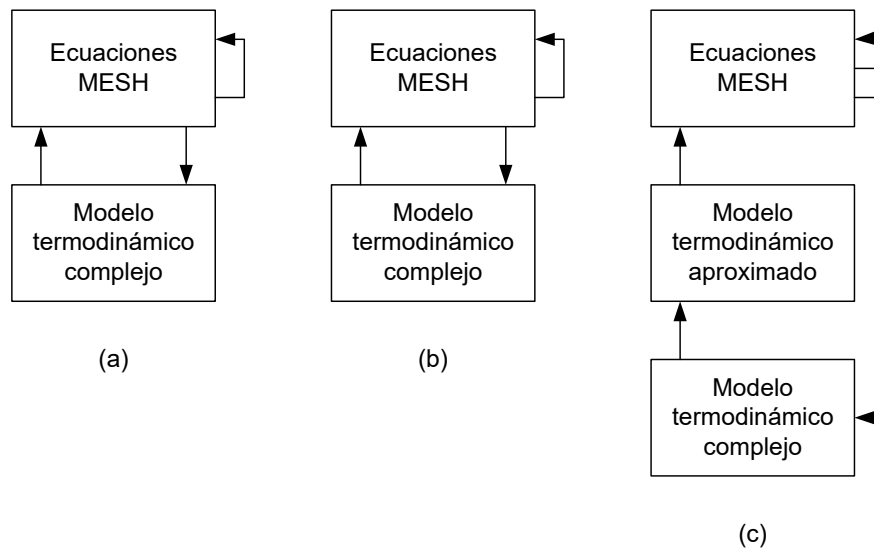 Ecuaciones
MESH
Modelo
termodinámico
complejo
(a)
Ecuaciones
MESH
Modelo
termodinámico
complejo
(b)
Ecuaciones
MESH
Modelo
termodinámico
aproximado
Modelo
termodinámico
complejo
(c)